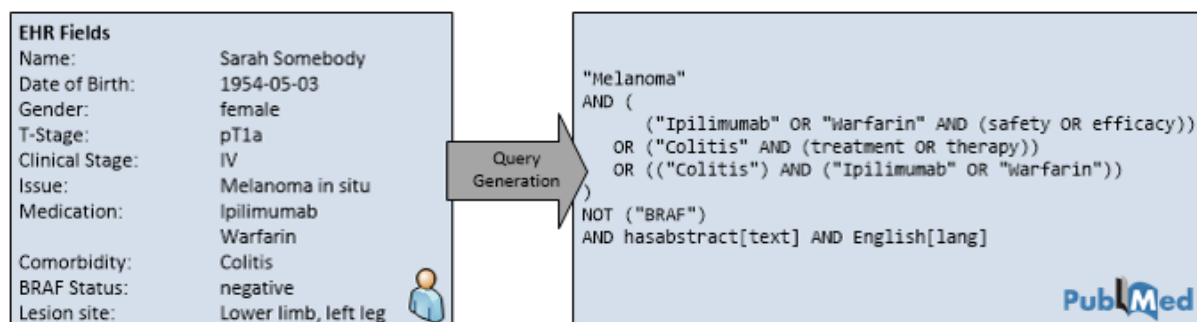 EHR Fields
Name: Sarah Somebody
Date of Birth: 1954-05-03
Gender: female
T-Stage: pT1a
Clinical Stage: IV
Issue: Melanoma in situ
Medication: Ipilimumab
Warfarin
Comorbidity: Colitis
BRAF Status: negative
Lesion site: Lower limb, left leg
Query
Generation
"Melanoma"
AND (
("Ipilimumab" OR "Warfarin" AND (safety OR efficacy))
OR ("Colitis" AND (treatment OR therapy))
OR (("Colitis") AND ("Ipilimumab" OR "Warfarin"))
)
NOT ("BRAF")
AND hasabstract[text] AND English[lang]
PubMed